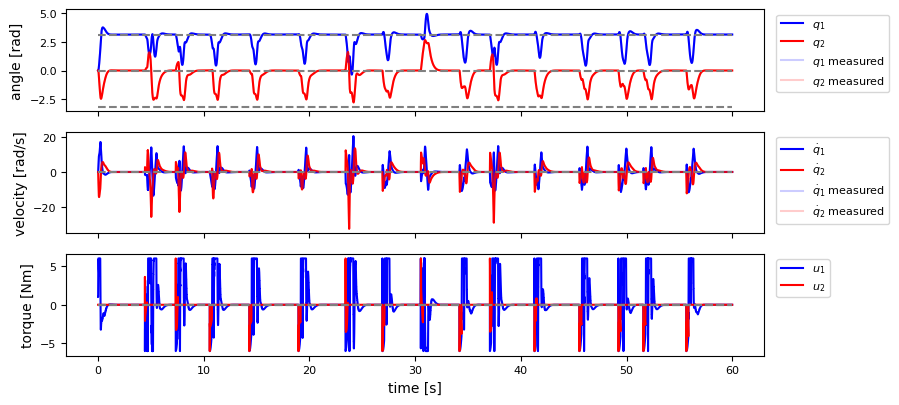 5.0
2.5
0.0
−2.5
angle [rad]
q₁
q₂
q₁ measured
q₂ measured
20
0
−20
velocity [rad/s]
q̇₁
q̇₂
q̇₁ measured
q̇₂ measured
5
0
−5
torque [Nm]
u₁
u₂
0
10
20
30
40
50
60
time [s]